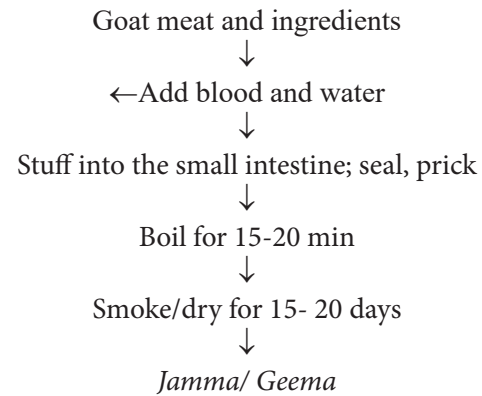 Goat meat and ingredients
↓
←Add blood and water
↓
Stuff into the small intestine; seal, prick
↓
Boil for 15-20 min
↓
Smoke/dry for 15- 20 days
↓
Jamma/ Geema